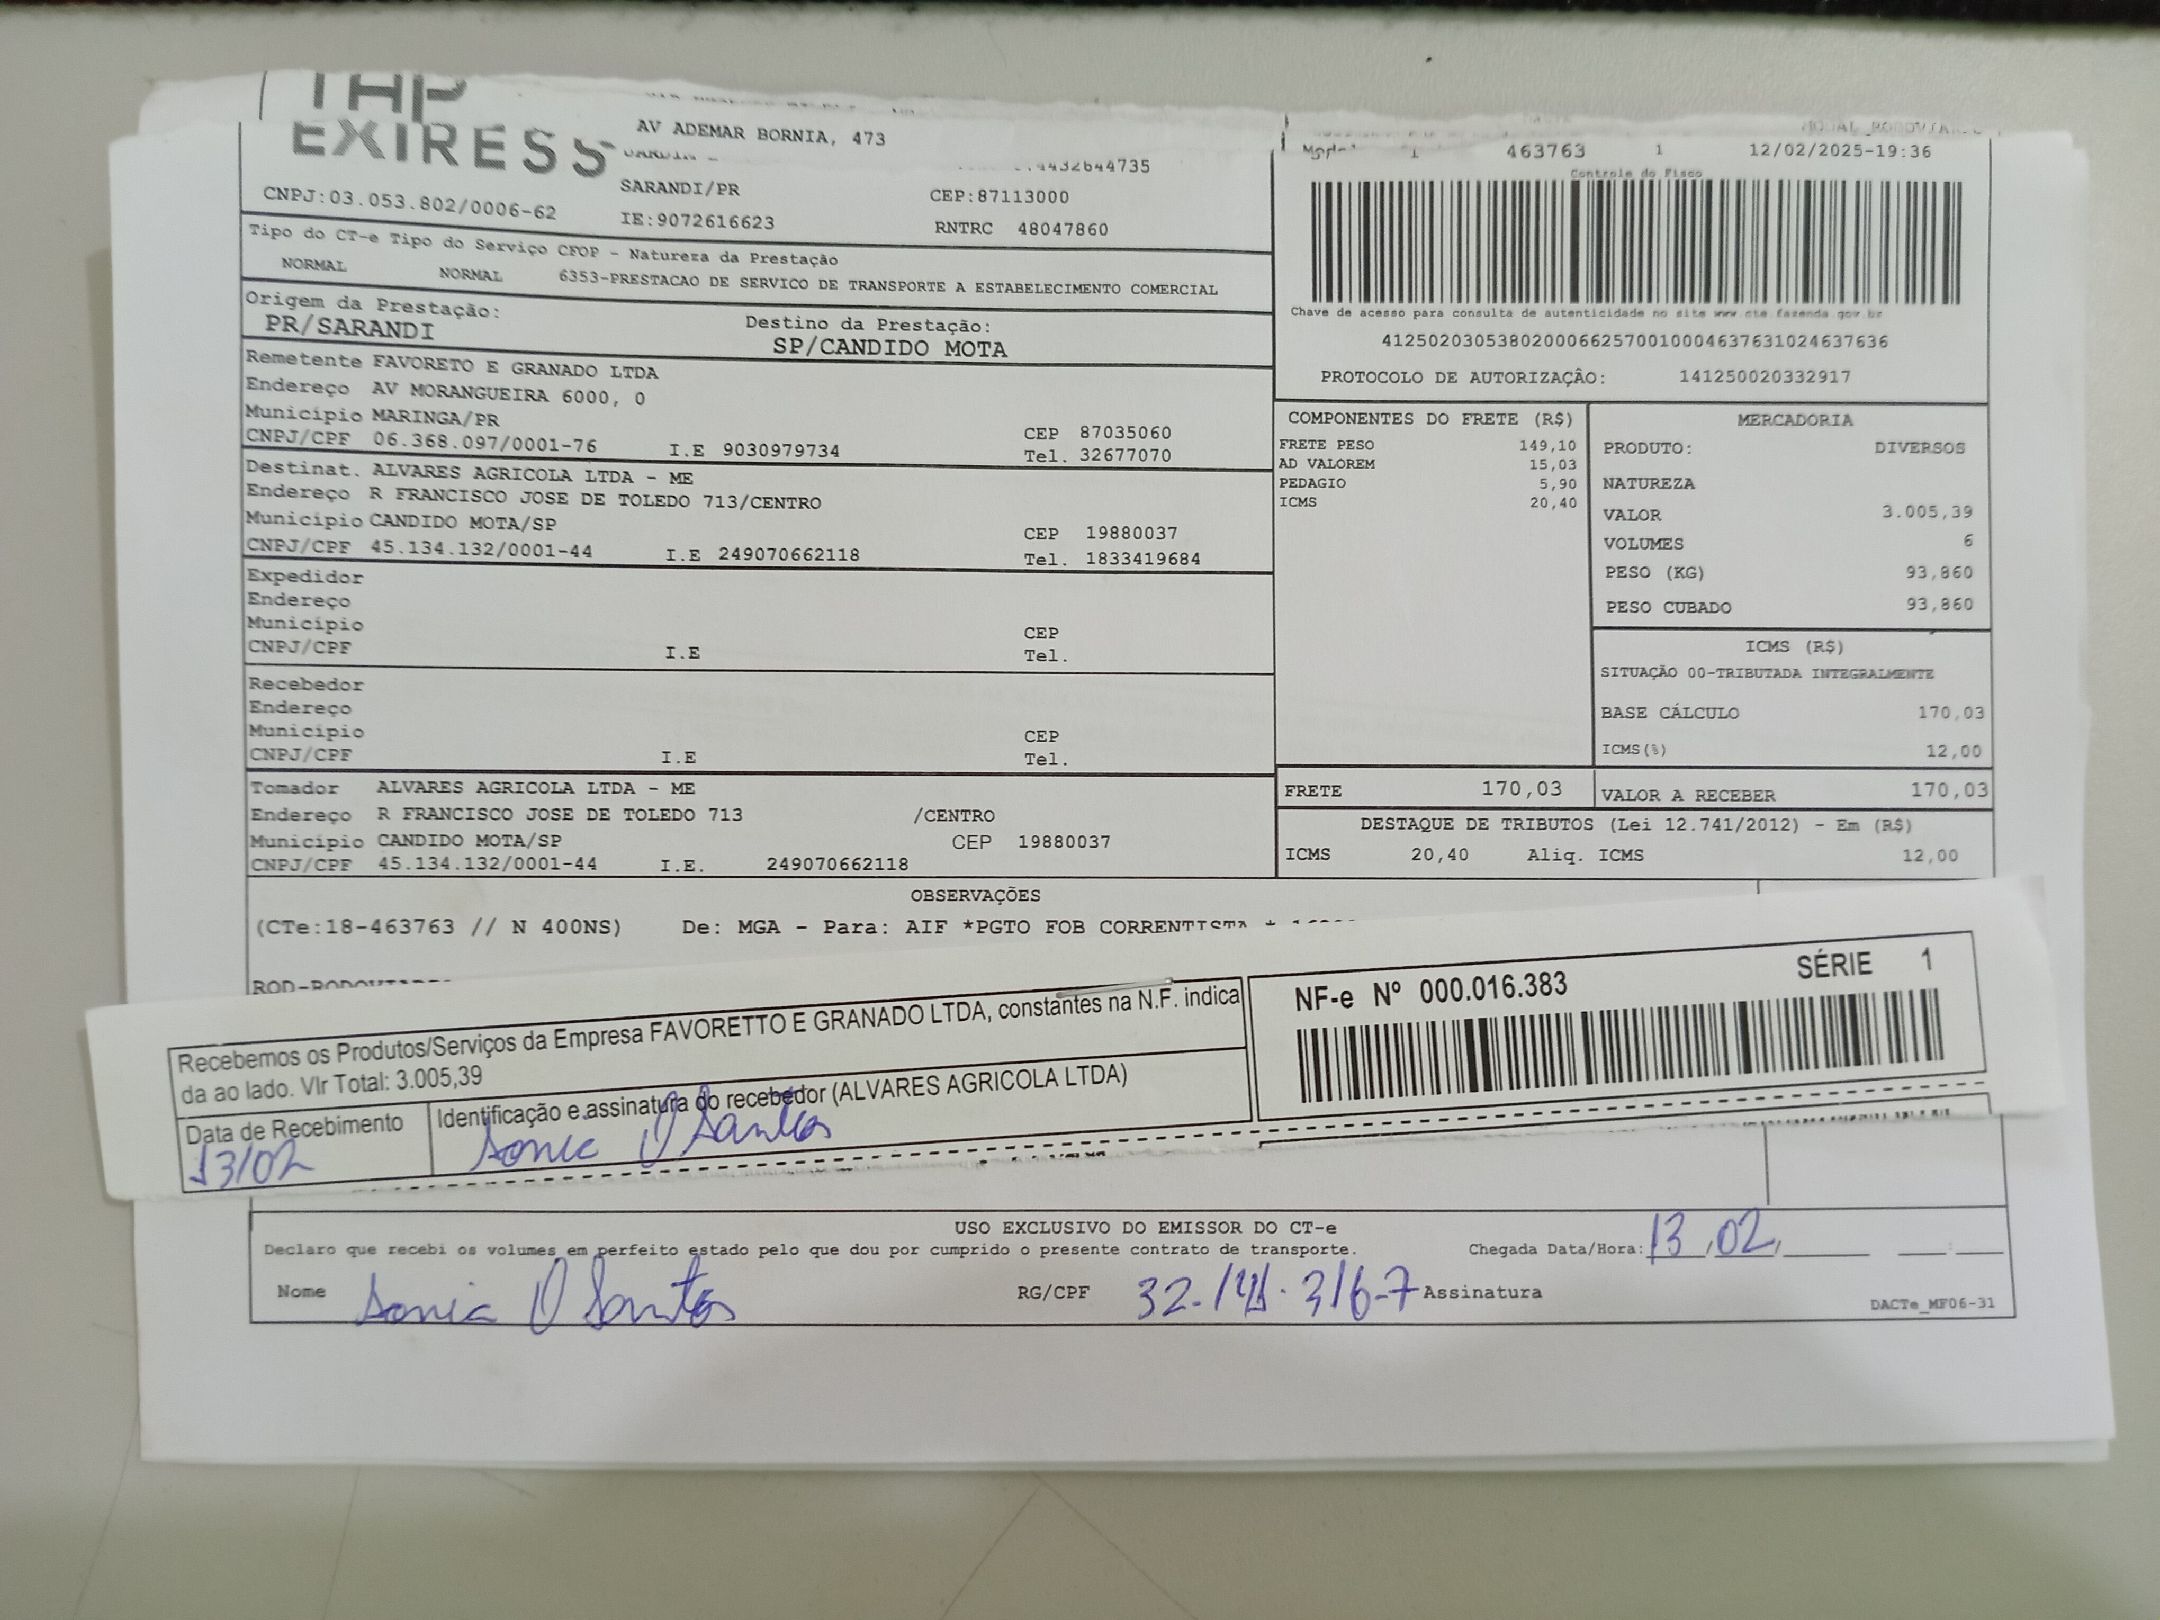 EXPRESS
AV ADEMAR BORNIA, 473
SARANDI/PR CEP:87113000
CNPJ:03.053.802/0006-62 IE:9072616623 RNTRC 48047860
463763 1 12/02/2025-19:36
Controle do Fisco
Tipo do CT-e Tipo do Serviço CFOP - Natureza da Prestação
NORMAL NORMAL 6353-PRESTACAO DE SERVICO DE TRANSPORTE A ESTABELECIMENTO COMERCIAL
Origem da Prestação: Destino da Prestação:
PR/SARANDI SP/CANDIDO MOTA
Chave de acesso para consulta de autenticidade no site www.cte.fazenda.gov.br
41250203053802000662570010004637631024637636
PROTOCOLO DE AUTORIZAÇÂO: 141250020332917
Remetente FAVORETO E GRANADO LTDA
Endereço AV MORANGUEIRA 6000, 0
Município MARINGA/PR CEP 87035060
CNPJ/CPF 06.368.097/0001-76 I.E 9030979734 Tel. 32677070
Destinat. ALVARES AGRICOLA LTDA - ME
Endereço R FRANCISCO JOSE DE TOLEDO 713/CENTRO
Município CANDIDO MOTA/SP CEP 19880037
CNPJ/CPF 45.134.132/0001-44 I.E 249070662118 Tel. 1833419684
Expedidor
Endereço
Município CEP
CNPJ/CPF I.E Tel.
Recebedor
Endereço
Município CEP
CNPJ/CPF I.E Tel.
Tomador ALVARES AGRICOLA LTDA - ME
Endereço R FRANCISCO JOSE DE TOLEDO 713 /CENTRO
Município CANDIDO MOTA/SP CEP 19880037
CNPJ/CPF 45.134.132/0001-44 I.E. 249070662118
COMPONENTES DO FRETE (R$)
FRETE PESO 149,10
AD VALOREM 15,03
PEDAGIO 5,90
ICMS 20,40
MERCADORIA
PRODUTO: DIVERSOS
NATUREZA
VALOR 3.005,39
VOLUMES 6
PESO (KG) 93,860
PESO CUBADO 93,860
ICMS (R$)
SITUAÇÃO 00-TRIBUTADA INTEGRALMENTE
BASE CÁLCULO 170,03
ICMS(%) 12,00
FRETE 170,03 VALOR A RECEBER 170,03
DESTAQUE DE TRIBUTOS (Lei 12.741/2012) - Em (R$)
ICMS 20,40 Aliq. ICMS 12,00
OBSERVAÇÕES
(CTe:18-463763 // N 400NS) De: MGA - Para: AIF *PGTO FOB CORRENTISTA *
Recebemos os Produtos/Serviços da Empresa FAVORETTO E GRANADO LTDA, constantes na N.F. indica
da ao lado. Vlr Total: 3.005,39
Data de Recebimento Identificação e assinatura do recebedor (ALVARES AGRICOLA LTDA)
13/02 Sonia O Santos
NF-e Nº 000.016.383 SÉRIE 1
USO EXCLUSIVO DO EMISSOR DO CT-e
Declaro que recebi os volumes em perfeito estado pelo que dou por cumprido o presente contrato de transporte. Chegada Data/Hora: 13/02/
Nome Sonia O Santos RG/CPF Assinatura
DACTe_MF06-31